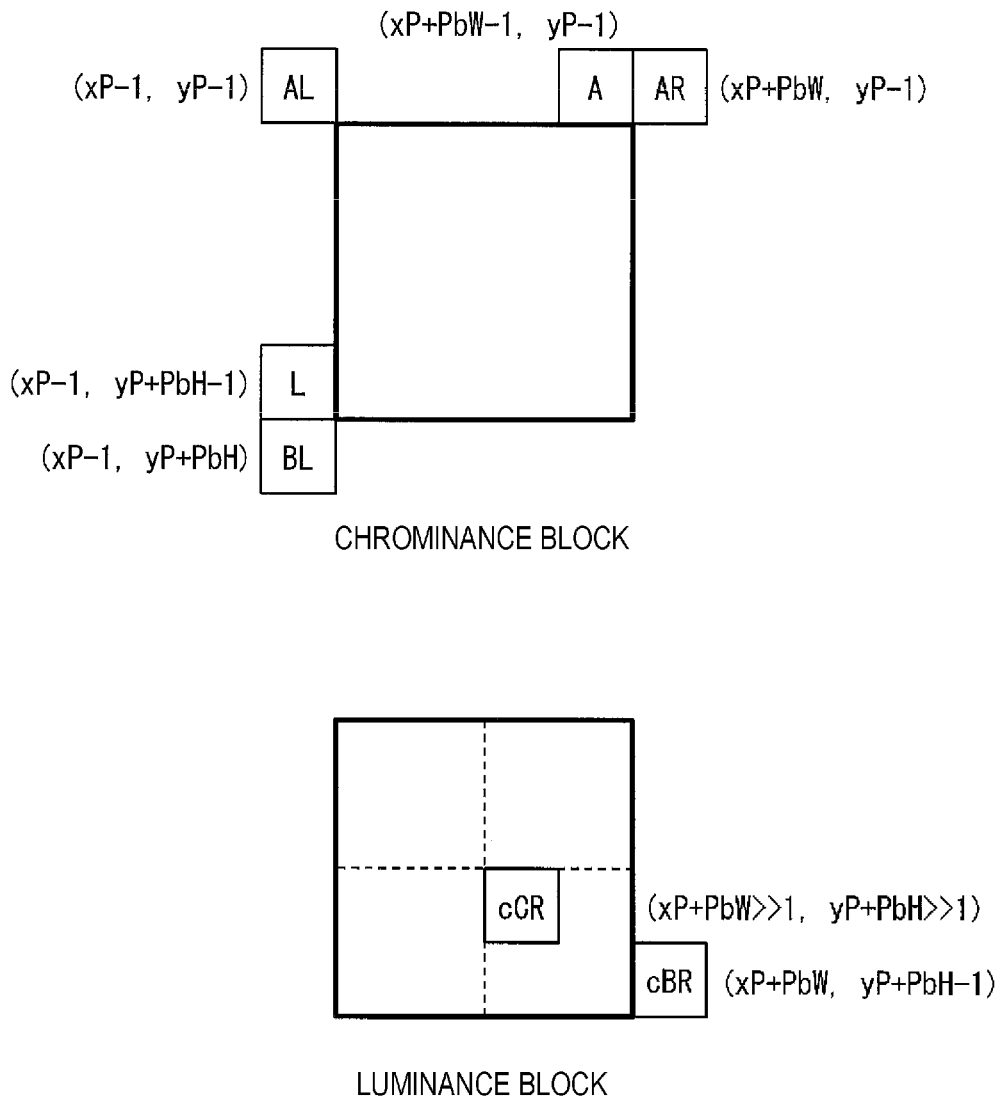 (xP+PbW-1, yP-1)
(xP-1, yP-1) AL A AR (xP+PbW, yP-1)
(xP-1, yP+PbH-1) L
(xP-1, yP+PbH) BL
CHROMINANCE BLOCK
cCR (xP+PbW>>1, yP+PbH>>1)
cBR (xP+PbW, yP+PbH-1)
LUMINANCE BLOCK